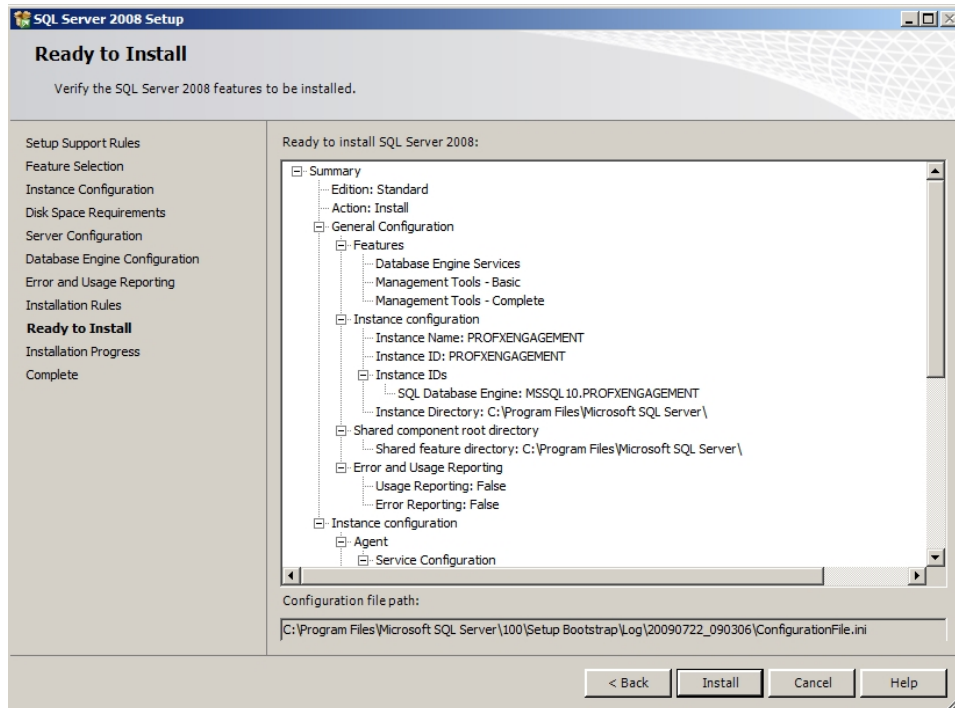 SQL Server 2008 Setup
Ready to Install
Verify the SQL Server 2008 features to be installed.
Setup Support Rules
Feature Selection
Instance Configuration
Disk Space Requirements
Server Configuration
Database Engine Configuration
Error and Usage Reporting
Installation Rules
Ready to Install
Installation Progress
Complete
Ready to install SQL Server 2008:
Summary
Edition: Standard
Action: Install
General Configuration
Features
Database Engine Services
Management Tools - Basic
Management Tools - Complete
Instance configuration
Instance Name: PROFXENGAGEMENT
Instance ID: PROFXENGAGEMENT
Instance IDs
SQL Database Engine: MSSQL10.PROFXENGAGEMENT
Instance Directory: C:\Program Files\Microsoft SQL Server\
Shared component root directory
Shared feature directory: C:\Program Files\Microsoft SQL Server\
Error and Usage Reporting
Usage Reporting: False
Error Reporting: False
Instance configuration
Agent
Service Configuration
Configuration file path:
C:\Program Files\Microsoft SQL Server\100\Setup Bootstrap\Log\20090722_090306\ConfigurationFile.ini
< Back Install Cancel Help